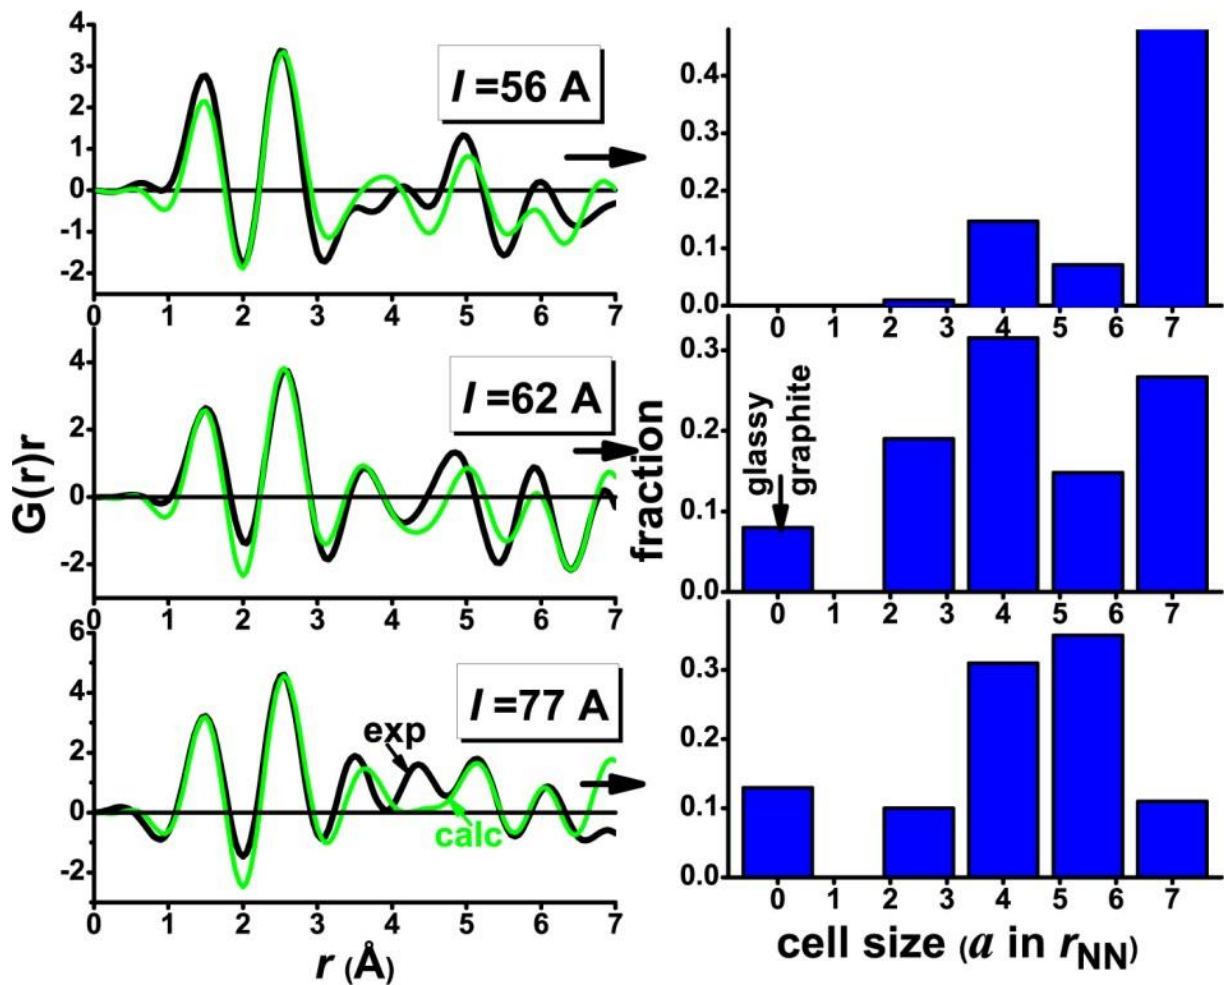 4
3
2
1
0
-1
-2
0 1 2 3 4 5 6 7
I =56 A
0.4
0.3
0.2
0.1
0.0
0 1 2 3 4 5 6 7
G(r)r
4
2
0
-2
0 1 2 3 4 5 6 7
I =62 A
fraction
0.3
0.2
0.1
0.0
glassy
graphite
0 1 2 3 4 5 6 7
6
4
2
0
-2
0 1 2 3 4 5 6 7
I =77 A
exp
calc
r (Å)
0.3
0.2
0.1
0.0
0 1 2 3 4 5 6 7
cell size (a in rNN)